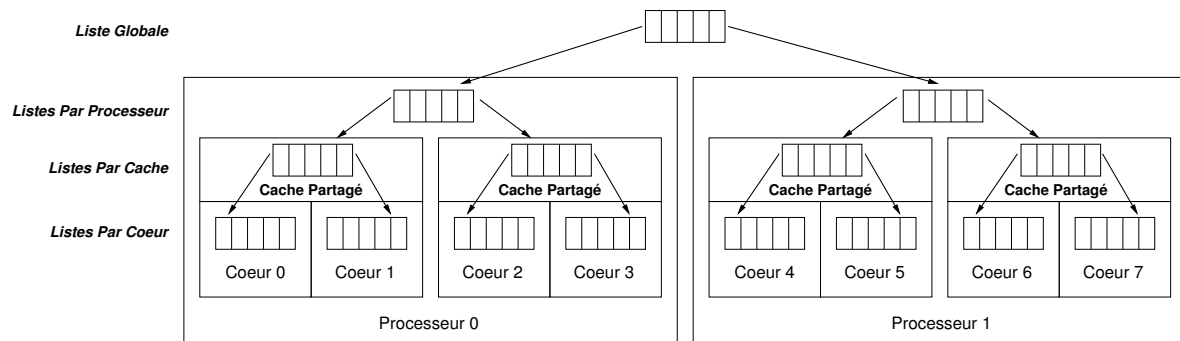 Liste Globale
Listes Par Processeur
Listes Par Cache
Cache Partagé
Cache Partagé
Cache Partagé
Cache Partagé
Listes Par Coeur
Coeur 0
Coeur 1
Coeur 2
Coeur 3
Coeur 4
Coeur 5
Coeur 6
Coeur 7
Processeur 0
Processeur 1